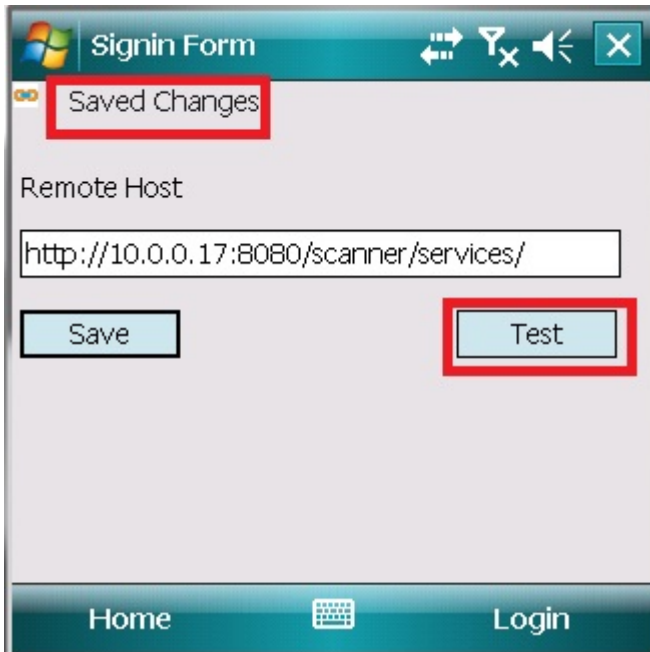 Signin Form
Saved Changes
Remote Host
http://10.0.0.17:8080/scanner/services/
Save Test
Home Login